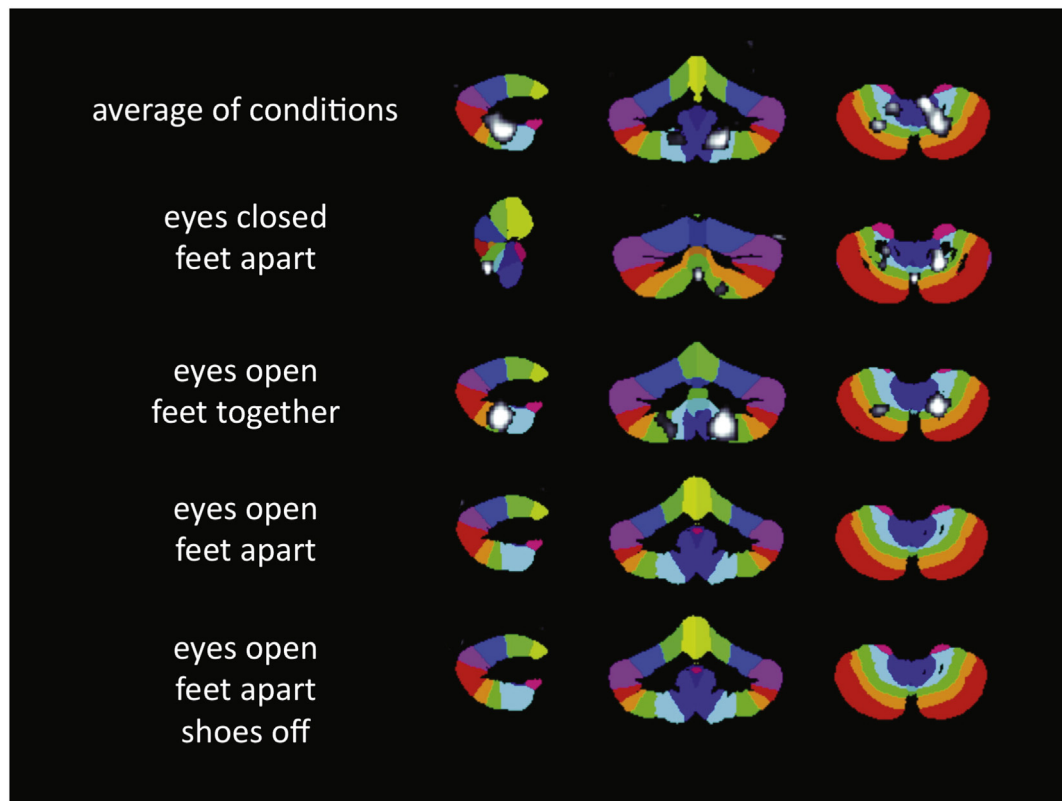 average of conditions
eyes closed
feet apart
eyes open
feet together
eyes open
feet apart
eyes open
feet apart
shoes off